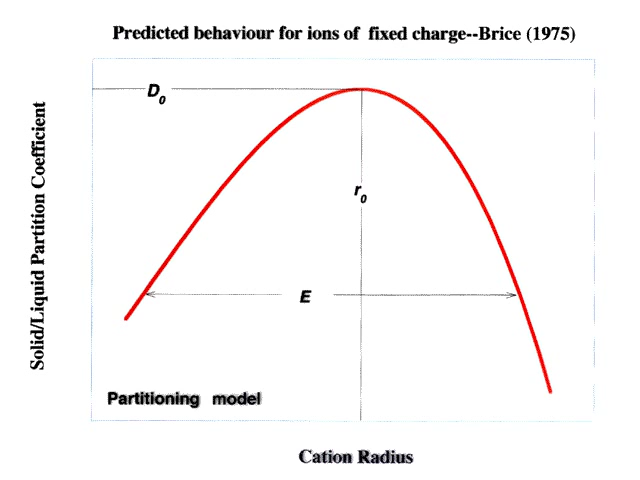 Predicted behaviour for ions of fixed charge--Brice (1975)
Solid/Liquid Partition Coefficient
D₀
r₀
E
Partitioning model
Cation Radius